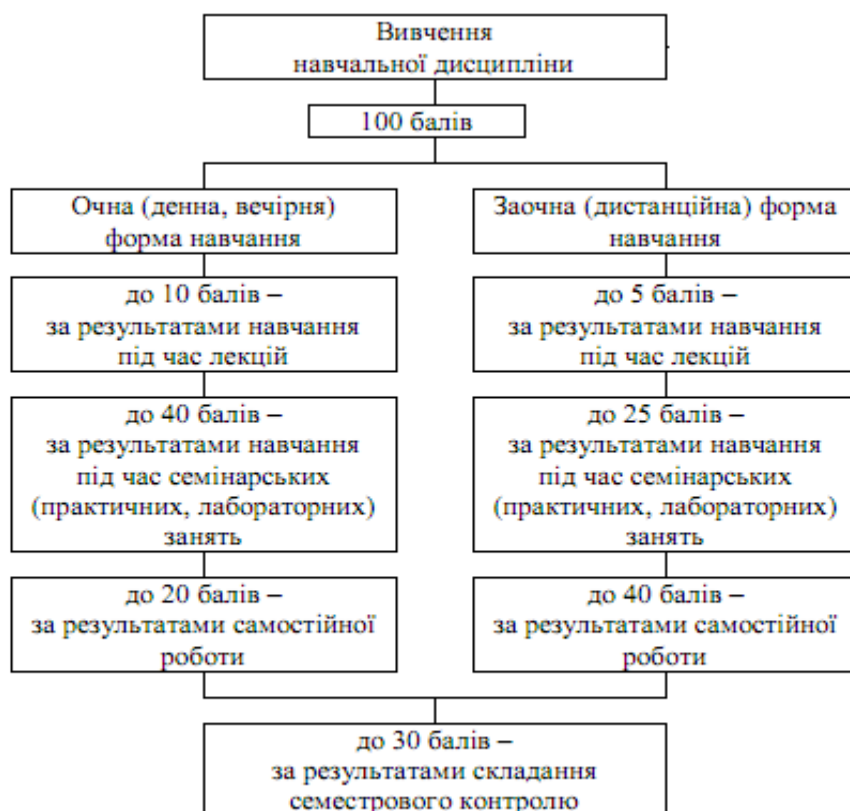 Вивчення
навчальної дисципліни
100 балів
Очна (денна, вечірня)
форма навчання
до 10 балів –
за результатами навчання
під час лекцій
до 40 балів –
за результатами навчання
під час семінарських
(практичних, лабораторних)
занять
до 20 балів –
за результатами самостійної
роботи
Заочна (дистанційна) форма
навчання
до 5 балів –
за результатами навчання
під час лекцій
до 25 балів –
за результатами навчання
під час семінарських
(практичних, лабораторних)
занять
до 40 балів –
за результатами самостійної
роботи
до 30 балів –
за результатами складання
семестрового контролю